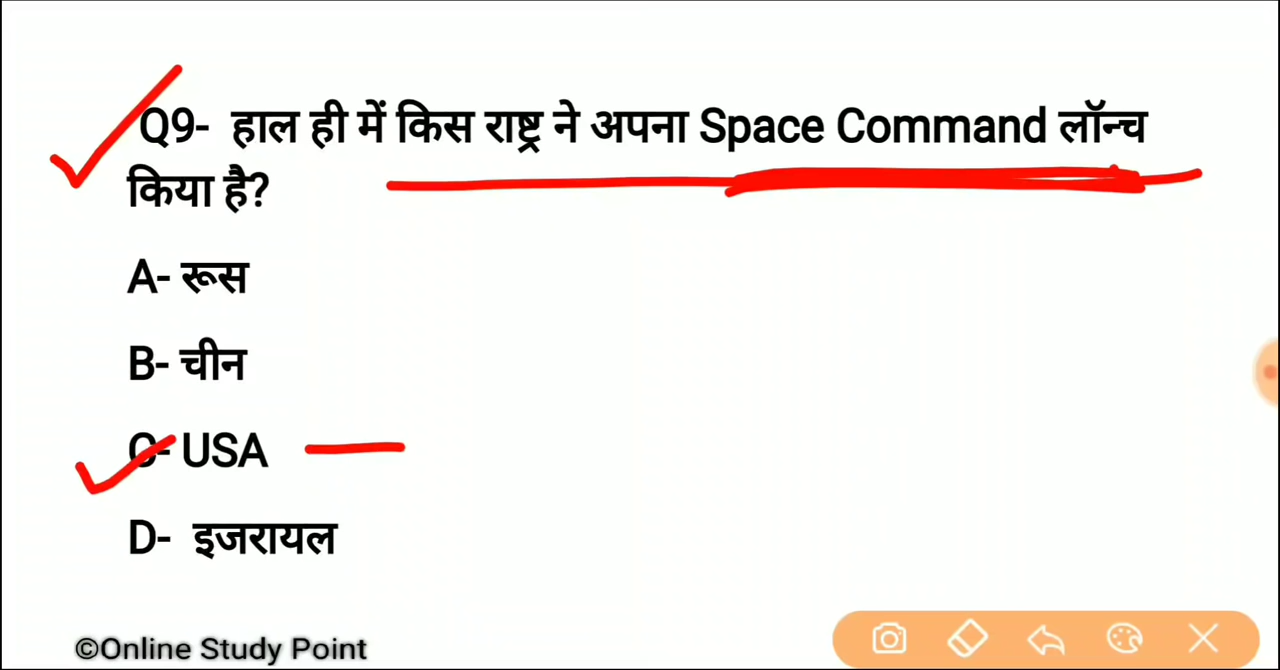 Q9- हाल ही में किस राष्ट्र ने अपना Space Command लॉन्च
किया है?
A- रूस
B- चीन
C- USA
D- इजरायल
©Online Study Point